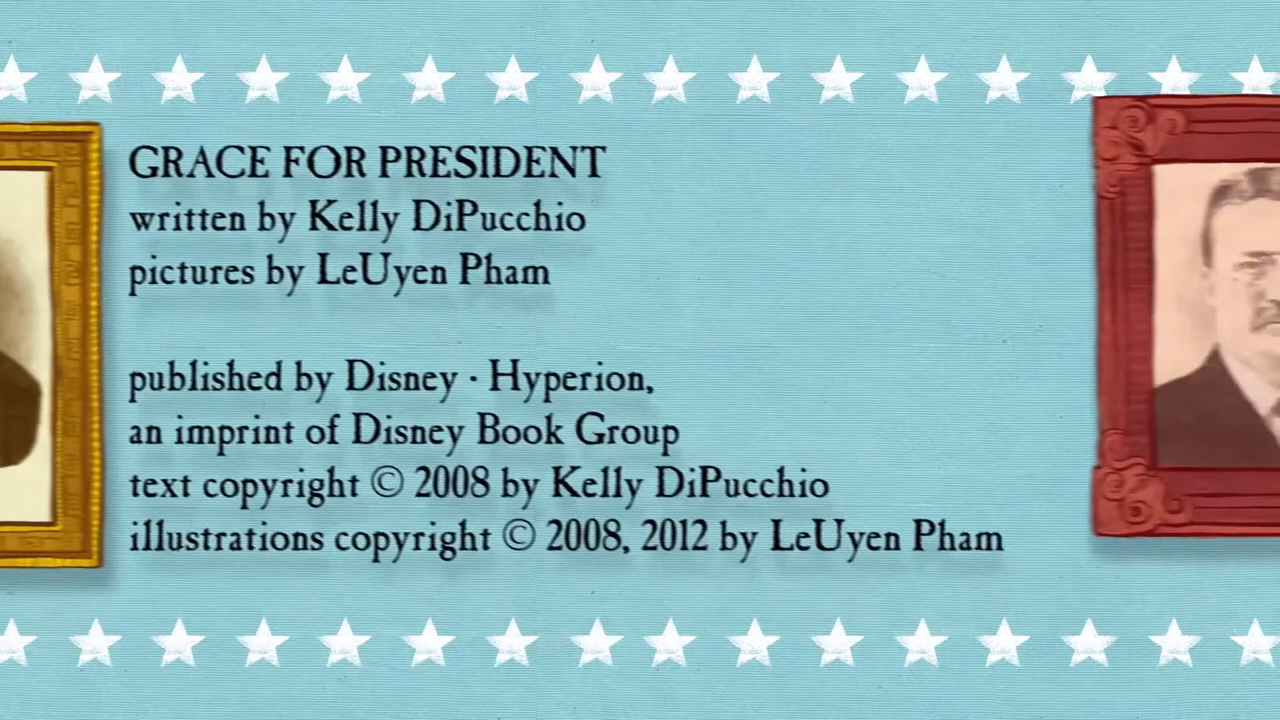 GRACE FOR PRESIDENT
written by Kelly DiPucchio
pictures by LeUyen Pham
published by Disney · Hyperion,
an imprint of Disney Book Group
text copyright © 2008 by Kelly DiPucchio
illustrations copyright © 2008, 2012 by LeUyen Pham